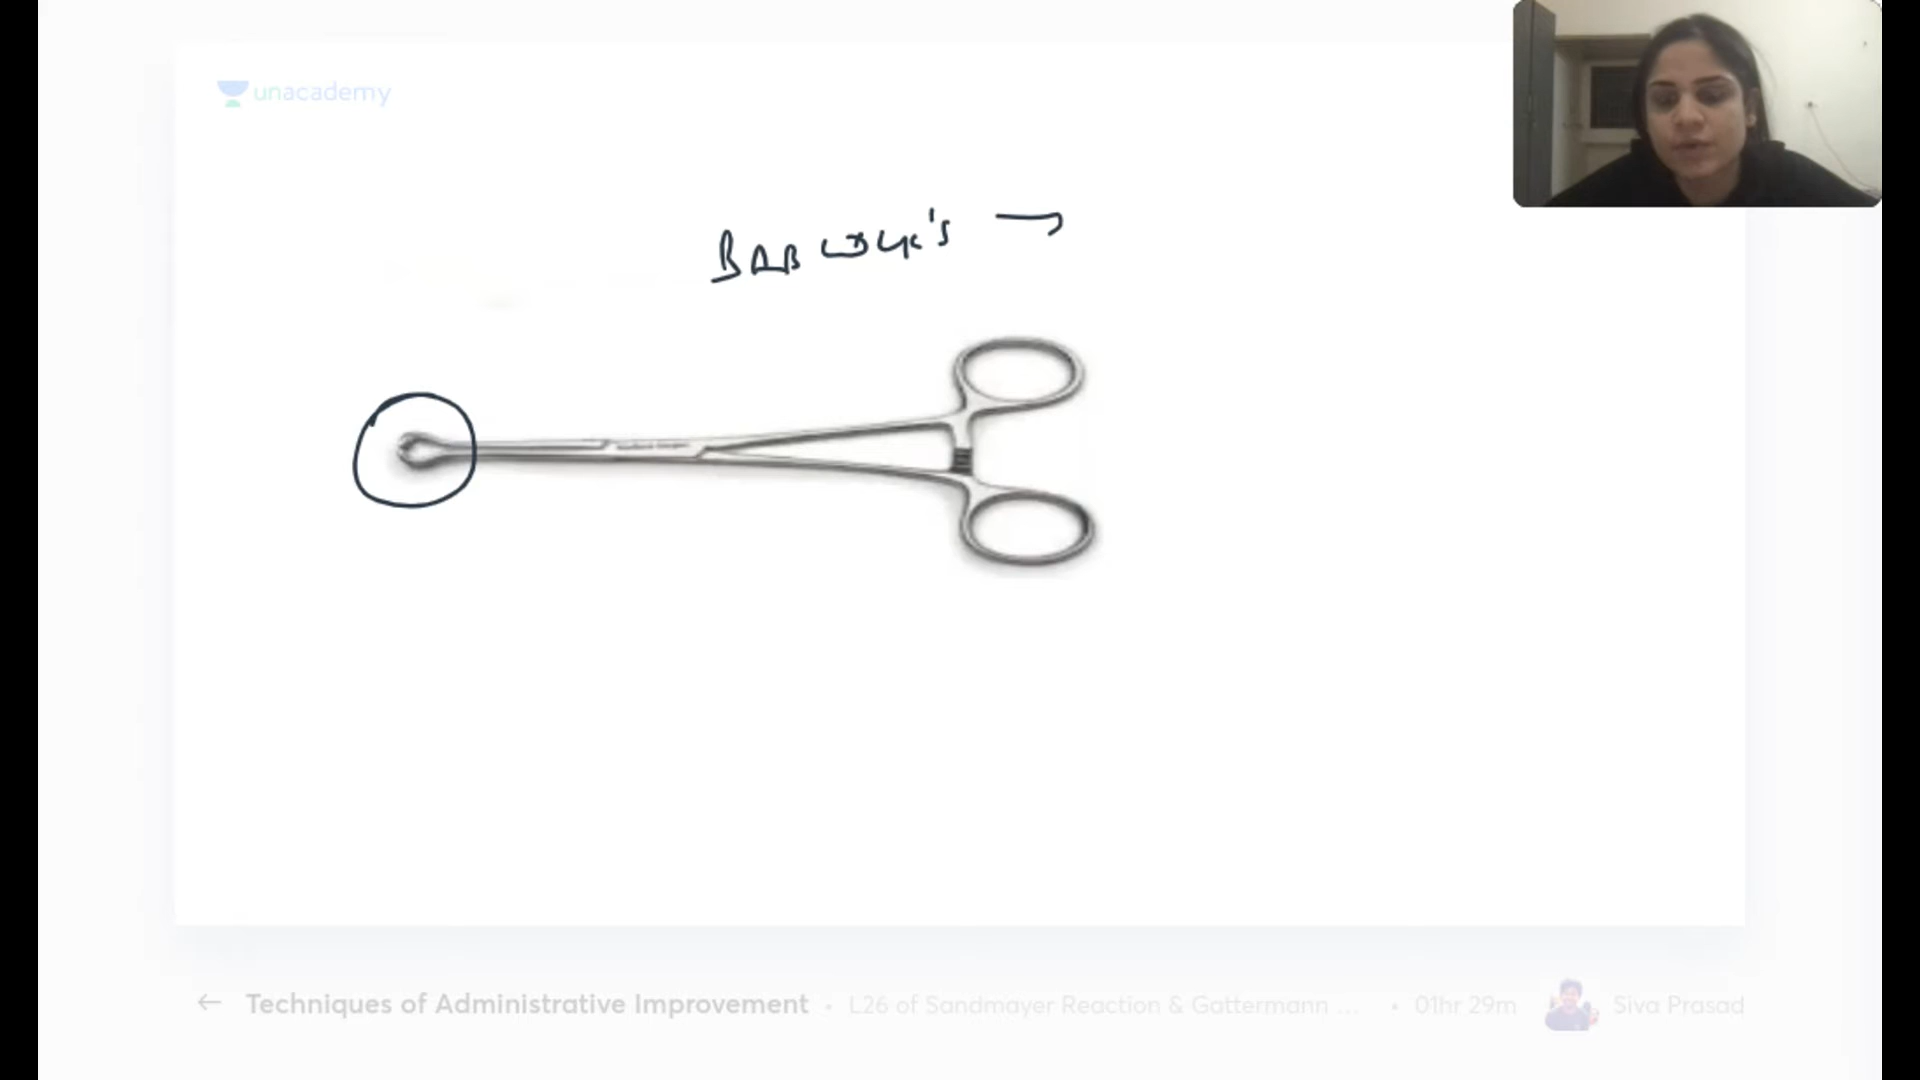 unacademy
BABCOCK'S →
Techniques of Administrative Improvement • L26 of Sandmayer Reaction & Gattermann ... • 01hr 29m Siva Prasad